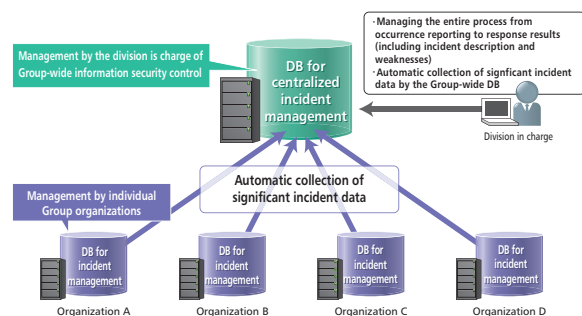 Management by the division is charge of
Group-wide information security control
DB for
centralized
incident
management
·Managing the entire process from
occurrence reporting to response results
(including incident description and
weaknesses)
·Automatic collection of signficant incident
data by the Group-wide DB
Division in charge
Automatic collection of
significant incident data
Management by individual
Group organizations
DB for
incident
management
Organization A
DB for
incident
management
Organization B
DB for
incident
management
Organization C
DB for
incident
management
Organization D